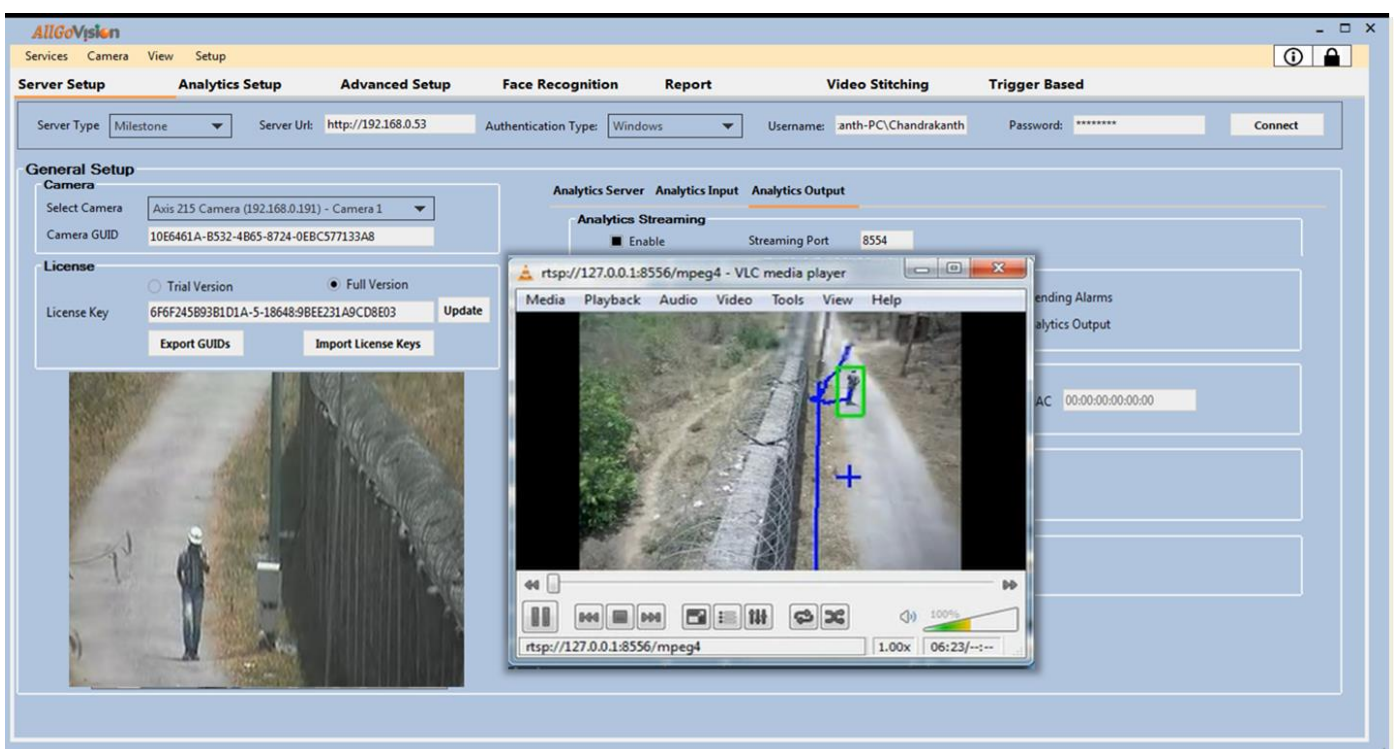 AllGoVision
Services Camera View Setup
Server Setup Analytics Setup Advanced Setup Face Recognition Report Video Stitching Trigger Based
Server Type Milestone Server Url: http://192.168.0.53 Authentication Type: Windows Username: :anth-PC\Chandrakanth Password: ******** Connect
General Setup
Camera
Select Camera Axis 215 Camera (192.168.0.191) - Camera 1
Camera GUID 10E6461A-B532-4B65-8724-0EBC577133A8
License
Trial Version Full Version
License Key 6F6F245B93B1D1A-5-18648:9BEE231A9CD8E03 Update
Export GUIDs Import License Keys
Analytics Server Analytics Input Analytics Output
Analytics Streaming
Enable Streaming Port 8554
rtsp://127.0.0.1:8556/mpeg4 - VLC media player
Media Playback Audio Video Tools View Help
ending Alarms
alytics Output
AC 00:00:00:00:00:00
100%
rtsp://127.0.0.1:8556/mpeg4 1.00x 06:23/--:--